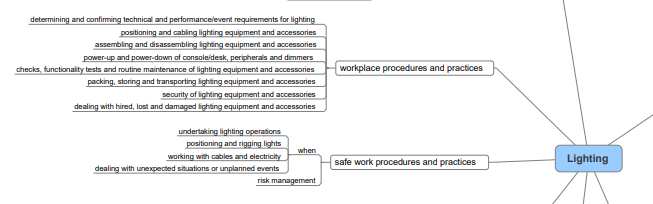 determining and confirming technical and performance/event requirements for lighting
positioning and cabling lighting equipment and accessories
assembling and disassembling lighting equipment and accessories
power-up and power-down of console/desk, peripherals and dimmers
checks, functionality tests and routine maintenance of lighting equipment and accessories
packing, storing and transporting lighting equipment and accessories
security of lighting equipment and accessories
dealing with hired, lost and damaged lighting equipment and accessories
workplace procedures and practices
undertaking lighting operations
positioning and rigging lights
working with cables and electricity
dealing with unexpected situations or unplanned events
when
risk management
safe work procedures and practices
Lighting